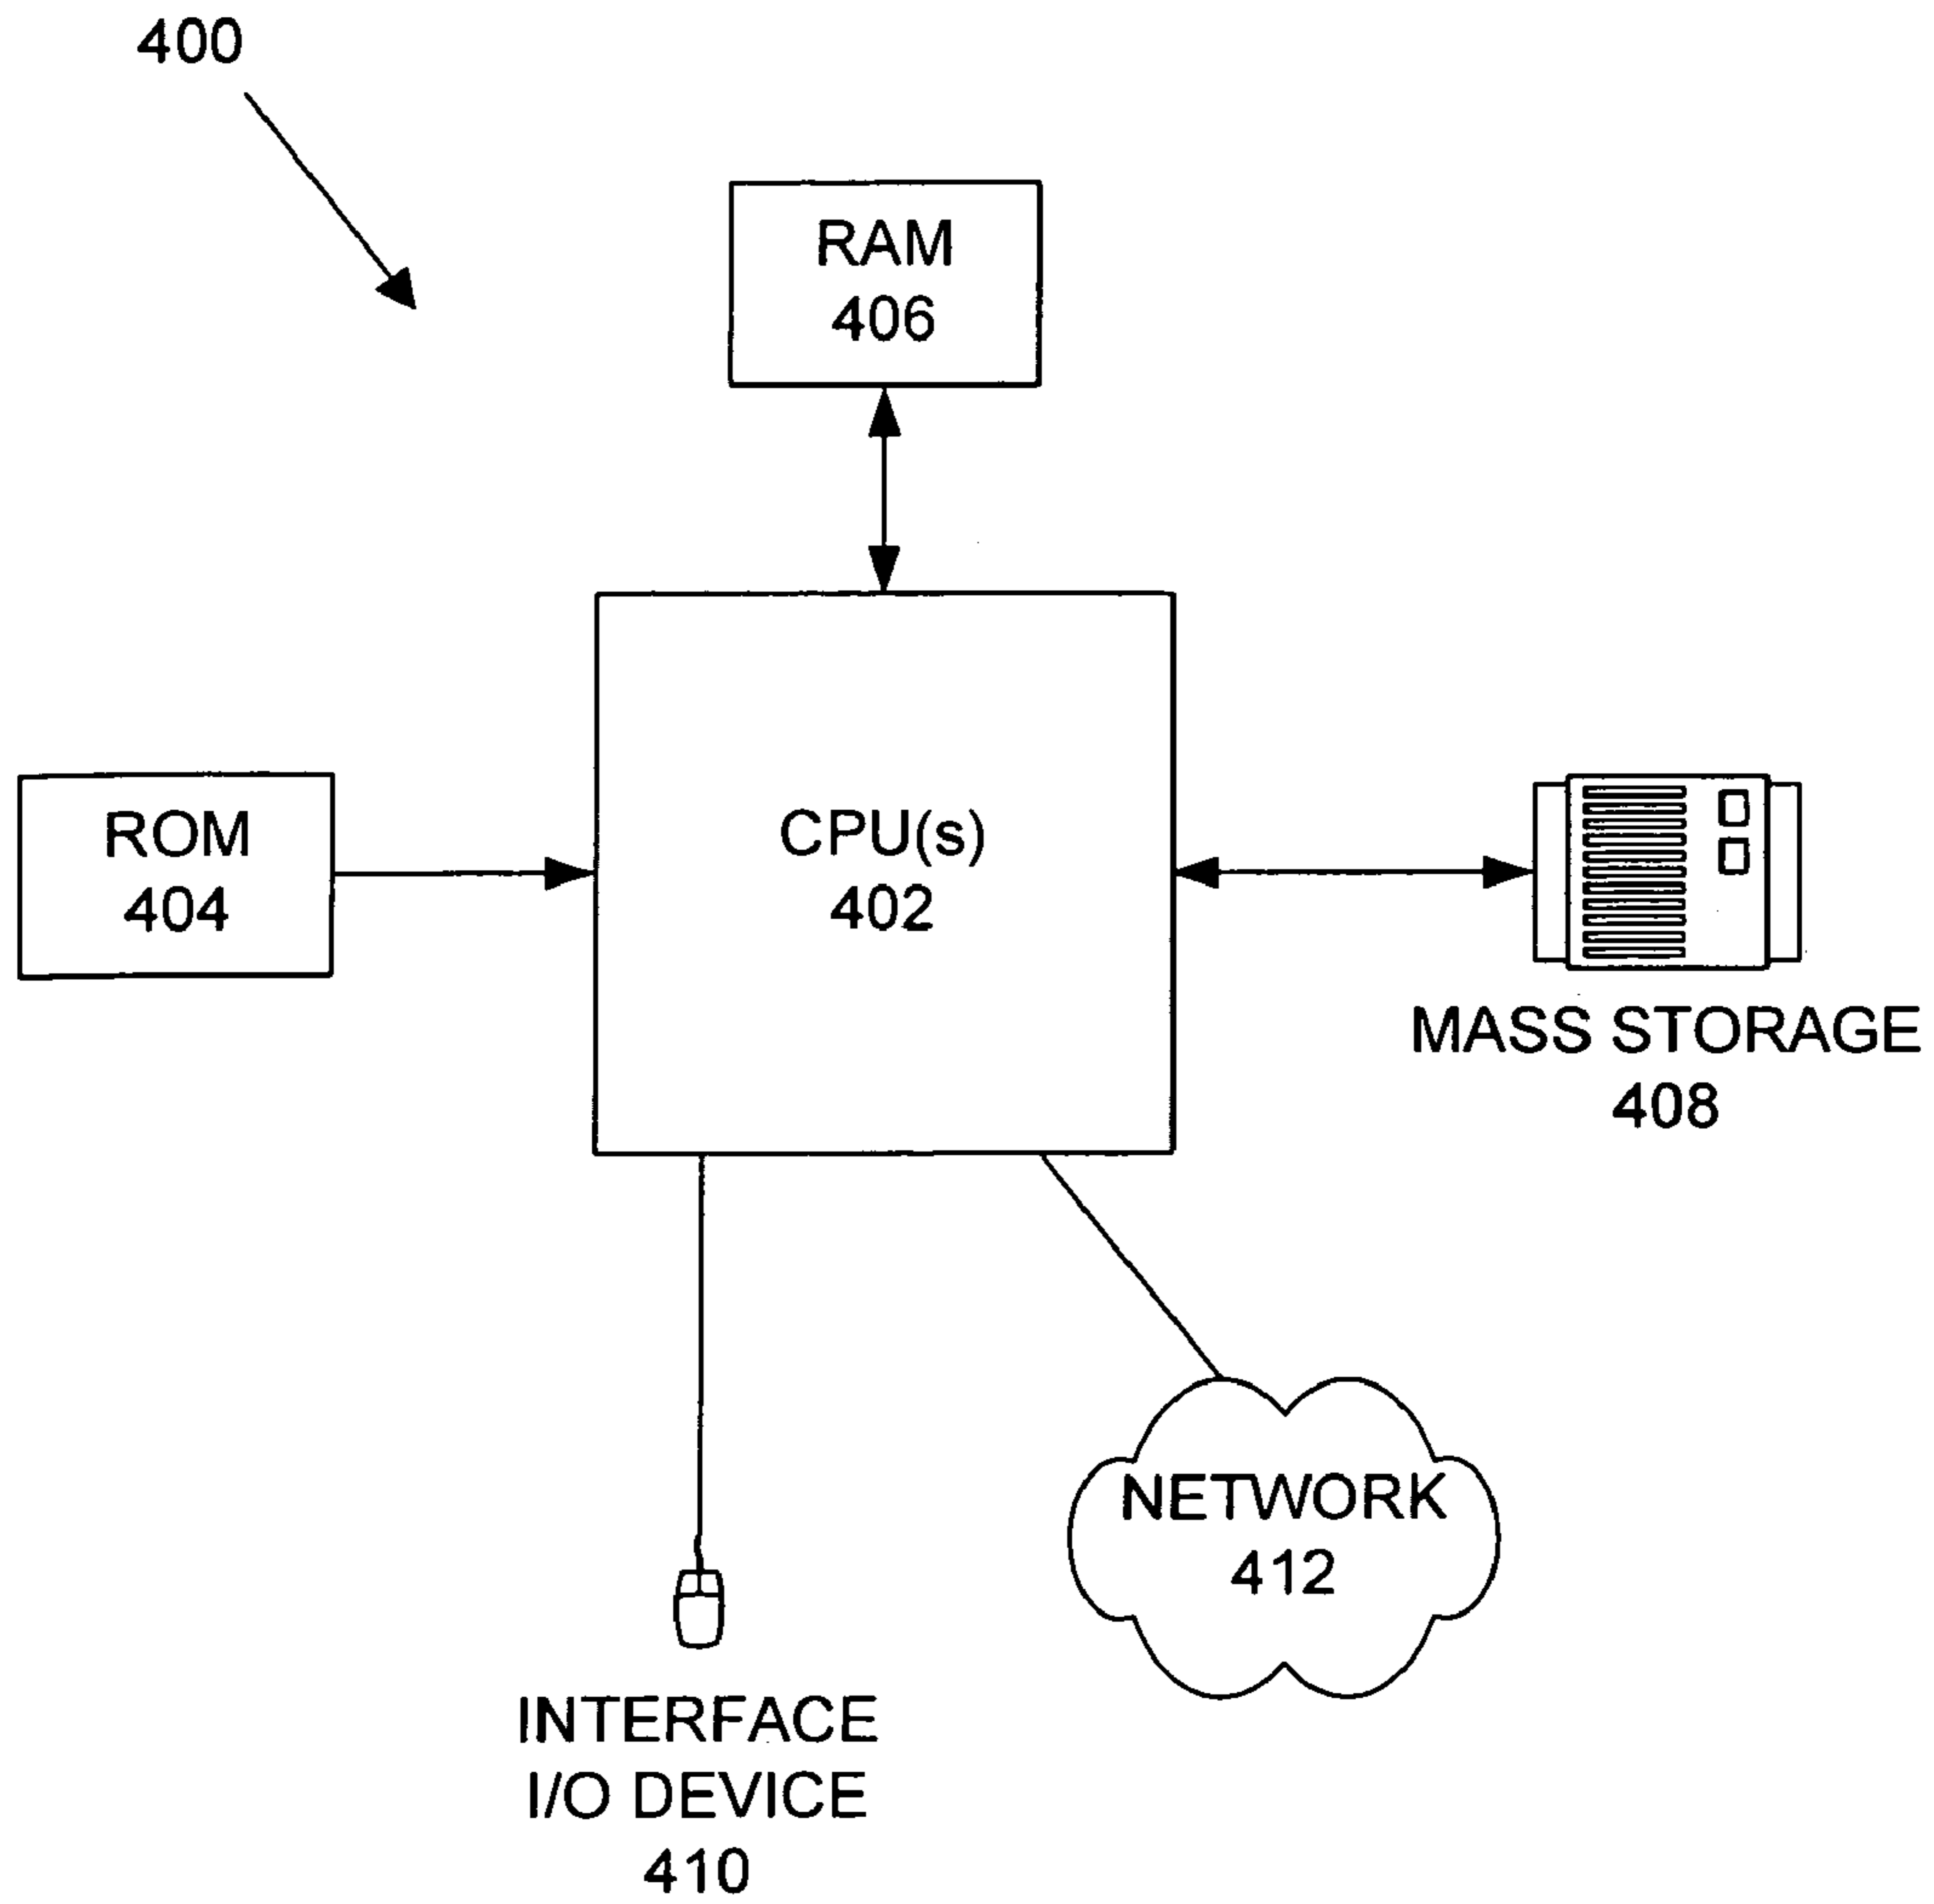 400
RAM
406
ROM
404
CPU(s)
402
MASS STORAGE
408
NETWORK
412
INTERFACE
I/O DEVICE
410